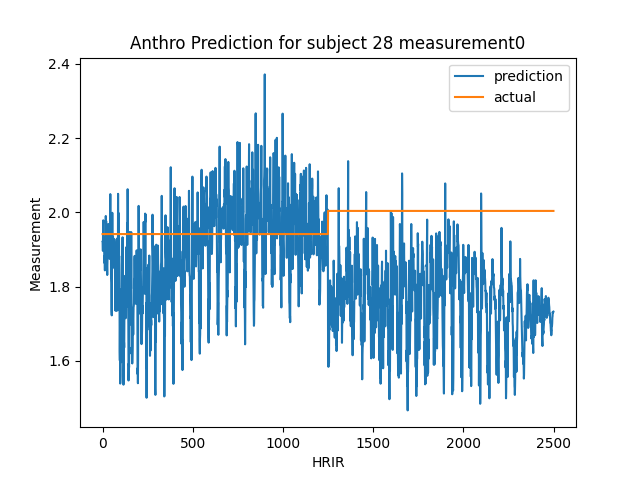 Anthro Prediction for subject 28 measurement0
prediction
actual
Measurement
2.4
2.2
2.0
1.8
1.6
0
500
1000
1500
2000
2500
HRIR